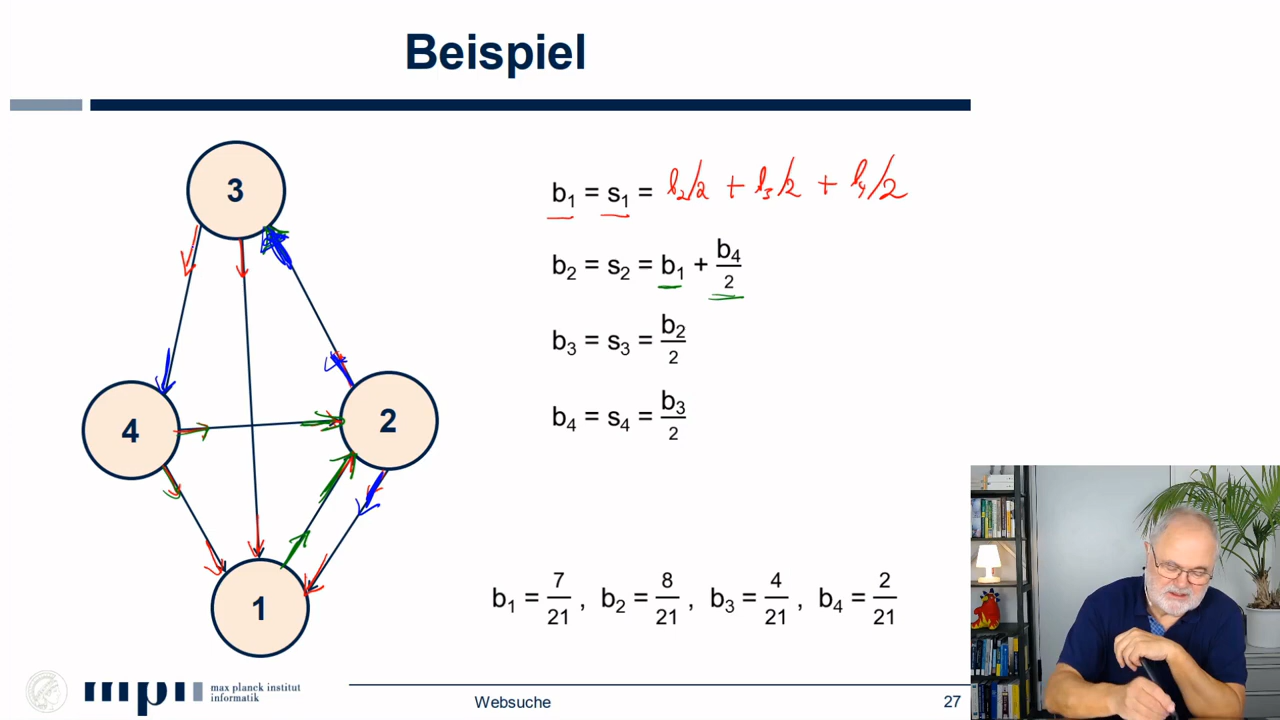 Beispiel
3
4
2
1
b₁ = s₁ = b₂/2 + b₃/2 + b₄/2
b₂ = s₂ = b₁ + b₄/2
b₃ = s₃ = b₂/2
b₄ = s₄ = b₃/2
b₁ = 7/21 , b₂ = 8/21 , b₃ = 4/21 , b₄ = 2/21
max planck institut
informatik
Websuche
27